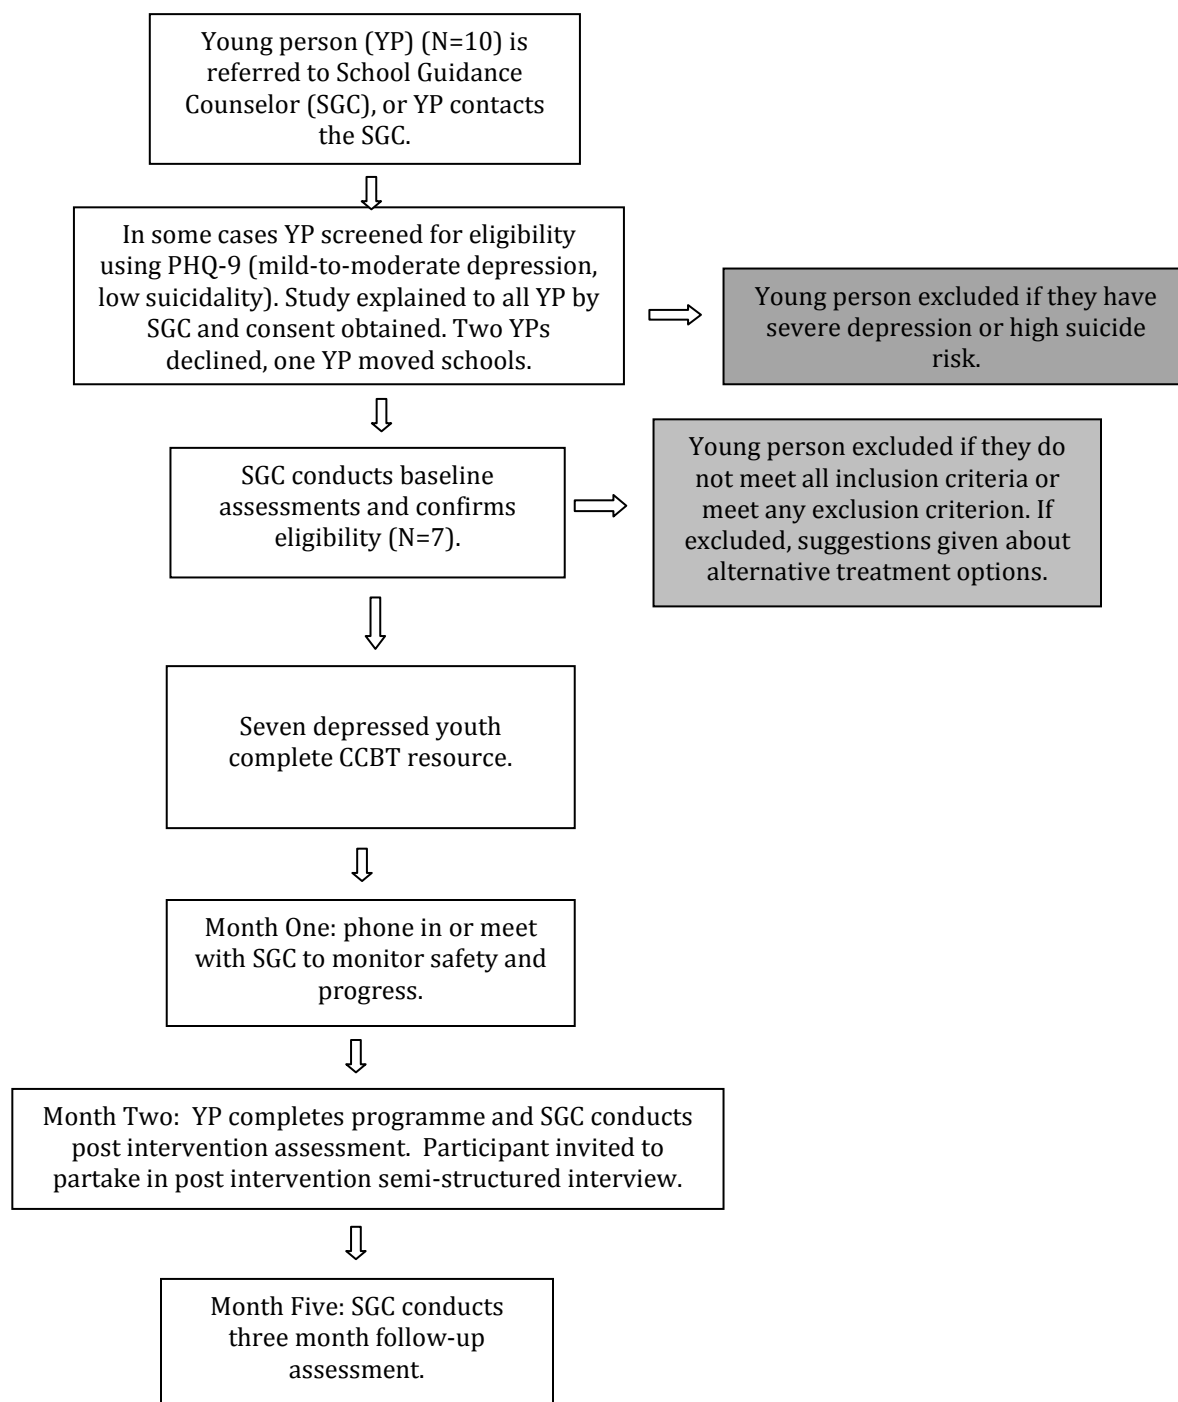 Young person (YP) (N=10) is
referred to School Guidance
Counselor (SGC), or YP contacts
the SGC.
In some cases YP screened for eligibility
using PHQ-9 (mild-to-moderate depression,
low suicidality). Study explained to all YP by
SGC and consent obtained. Two YPs
declined, one YP moved schools.
Young person excluded if they have
severe depression or high suicide
risk.
SGC conducts baseline
assessments and confirms
eligibility (N=7).
Young person excluded if they do
not meet all inclusion criteria or
meet any exclusion criterion. If
excluded, suggestions given about
alternative treatment options.
Seven depressed youth
complete CCBT resource.
Month One: phone in or meet
with SGC to monitor safety and
progress.
Month Two:  YP completes programme and SGC conducts
post intervention assessment.  Participant invited to
partake in post intervention semi-structured interview.
Month Five: SGC conducts
three month follow-up
assessment.